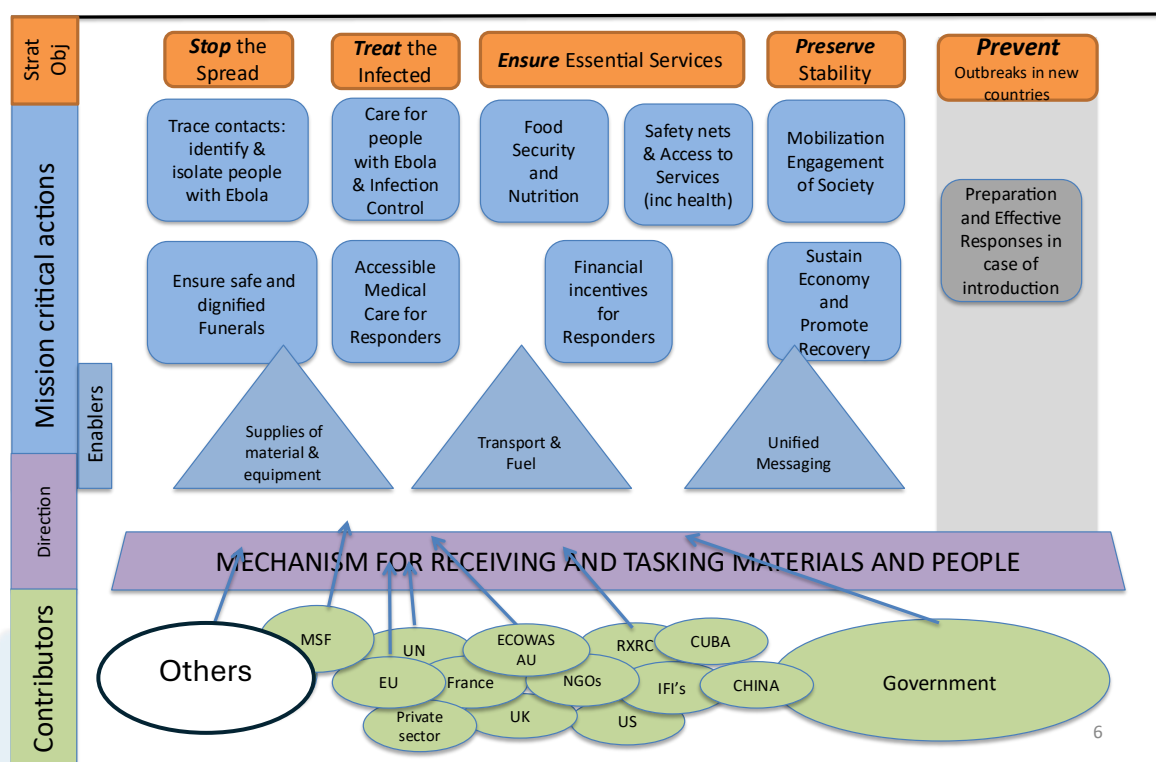 Strat
Obj
Stop the
Spread
Treat the
Infected
Ensure Essential Services
Preserve
Stability
Prevent
Outbreaks in new
countries
Mission critical actions
Trace contacts:
identify &
isolate people
with Ebola
Care for
people
with Ebola
& Infection
Control
Food
Security
and
Nutrition
Safety nets
& Access to
Services
(inc health)
Mobilization
Engagement
of Society
Preparation
and Effective
Responses in
case of
introduction
Ensure safe and
dignified
Funerals
Accessible
Medical
Care for
Responders
Financial
incentives
for
Responders
Sustain
Economy
and
Promote
Recovery
Enablers
Supplies of
material &
equipment
Transport &
Fuel
Unified
Messaging
Direction
MECHANISM FOR RECEIVING AND TASKING MATERIALS AND PEOPLE
Contributors
Others
MSF
UN
ECOWAS
AU
RXRC
CUBA
EU
France
NGOs
IFI's
CHINA
Government
Private
sector
UK
US
6